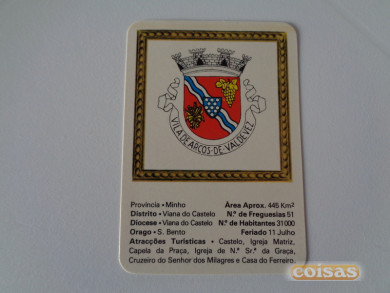 VILA DE ARCOS-DE-VALDEVEZ
Província • Minho Área Aprox. 445 Km2
Distrito • Viana do Castelo N.º de Freguesias 51
Diocese • Viana do Castelo N.º de Habitantes 31000
Orego • S. Bento Feriado 11 Julho
Atracções Turísticas • Castelo, Igreja Matriz,
Capela da Praça, Igreja de N.ª Sr.ª da Graça,
Cruzeiro do Senhor dos Milagres e Casa do Ferreiro.
coisas